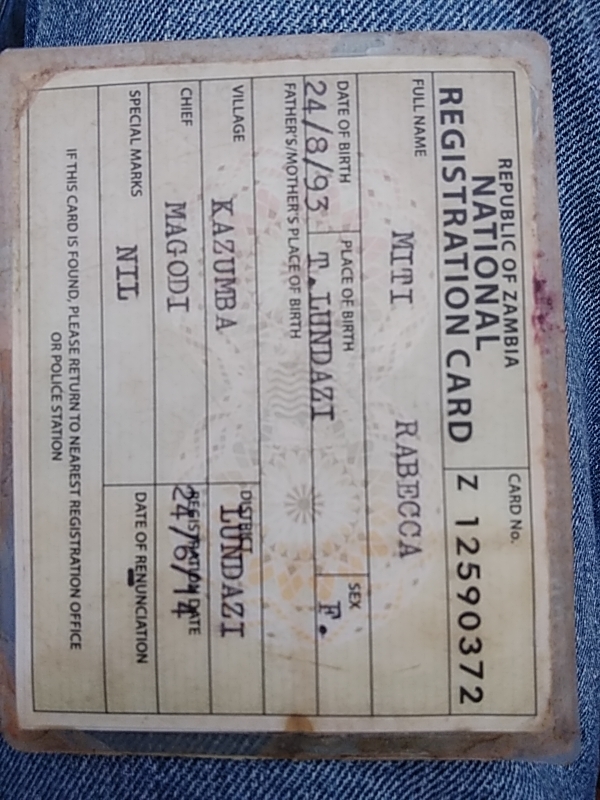 REPUBLIC OF ZAMBIA
NATIONAL
REGISTRATION CARD
CARD No.
Z 12590372
FULL NAME
MITI RABECCA
DATE OF BIRTH PLACE OF BIRTH SEX
24/8/93 T.LUNDAZI F.
FATHER'S/MOTHER'S PLACE OF BIRTH
VILLAGE KAZUMBA DISTRICT LUNDAZI
CHIEF MAGODI REGISTRATION DATE 24/6/14
SPECIAL MARKS NIL DATE OF RENUNCIATION
-
IF THIS CARD IS FOUND, PLEASE RETURN TO NEAREST REGISTRATION OFFICE
OR POLICE STATION